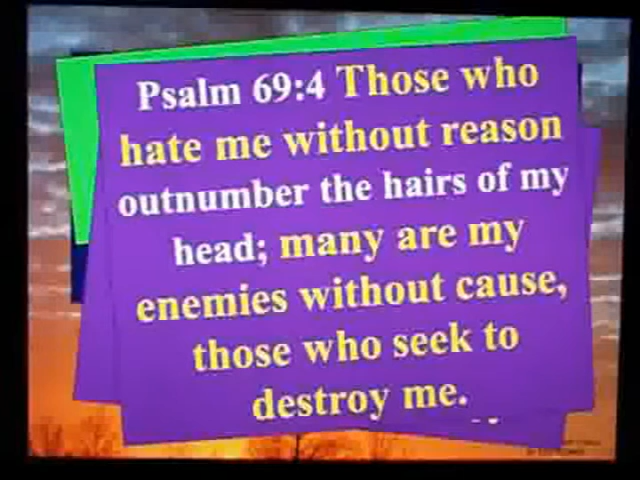 Psalm 69:4 Those who
hate me without reason
outnumber the hairs of my
head; many are my
enemies without cause,
those who seek to
destroy me.